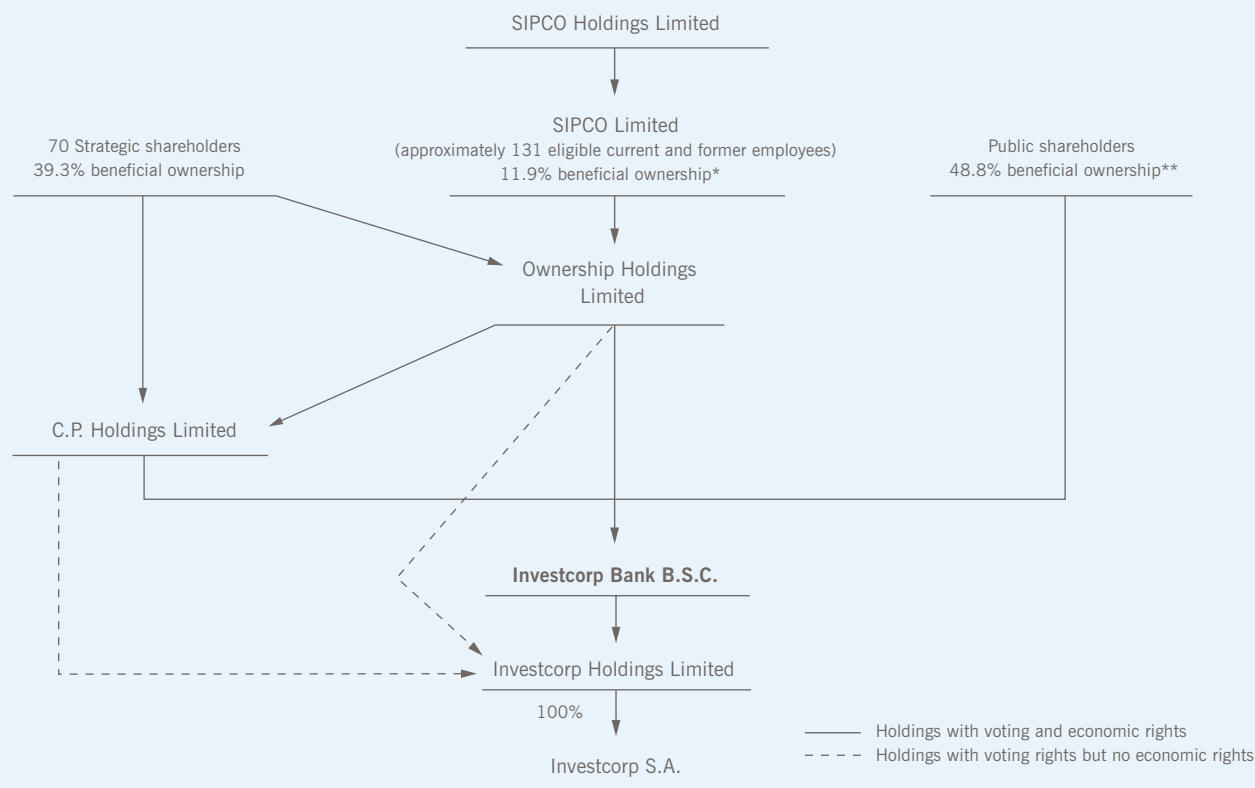 SIPCO Holdings Limited
SIPCO Limited
(approximately 131 eligible current and former employees)
11.9% beneficial ownership*
70 Strategic shareholders
39.3% beneficial ownership
Public shareholders
48.8% beneficial ownership**
Ownership Holdings
Limited
C.P. Holdings Limited
Investcorp Bank B.S.C.
Investcorp Holdings Limited
100%
Investcorp S.A.
Holdings with voting and economic rights
Holdings with voting rights but no economic rights